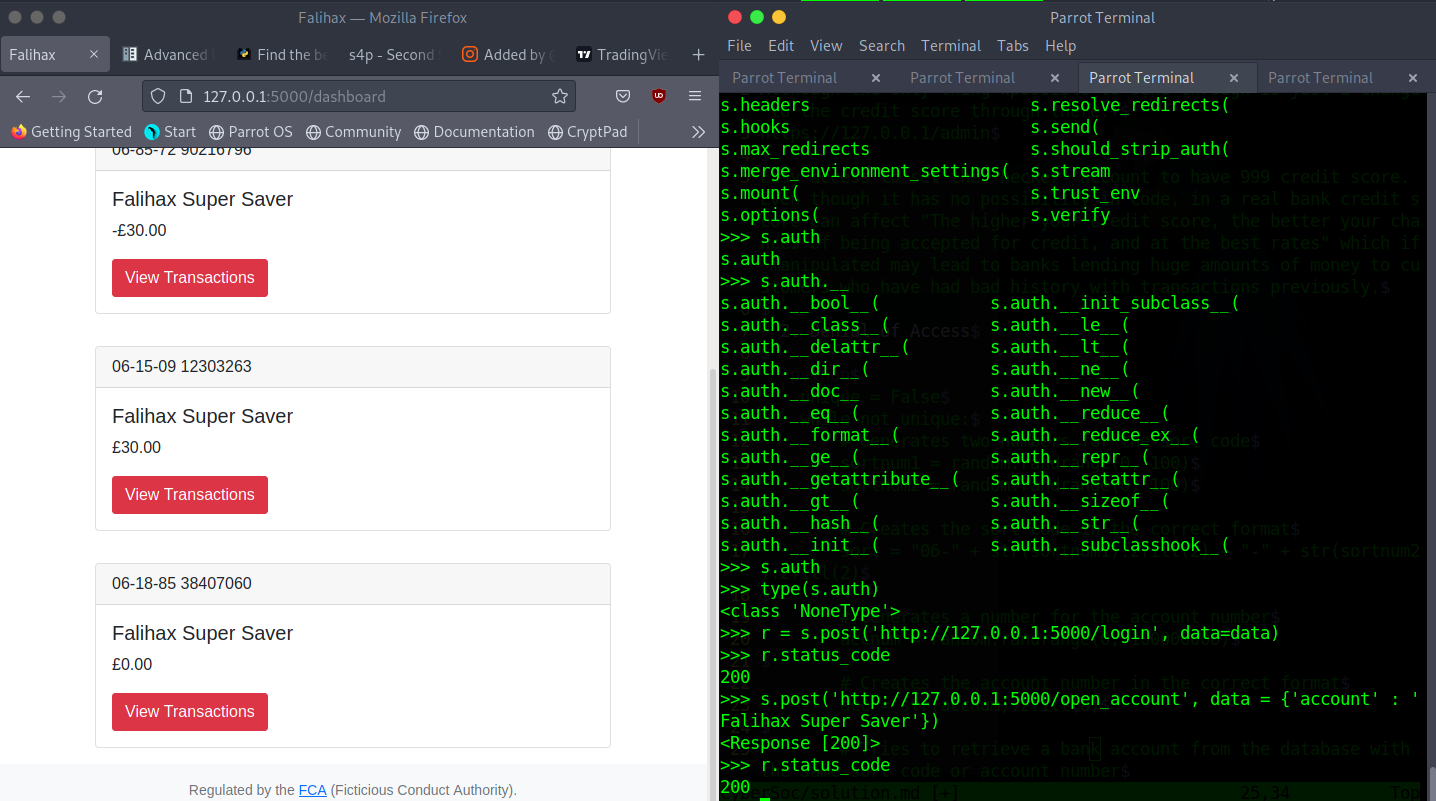 Falihax — Mozilla Firefox
Falihax × Advanced Find the be s4p - Second Added by TradingVie +
127.0.0.1:5000/dashboard
Getting Started Start Parrot OS Community Documentation CryptPad
06-85-72 90216796
Falihax Super Saver
-£30.00
View Transactions
06-15-09 12303263
Falihax Super Saver
£30.00
View Transactions
06-18-85 38407060
Falihax Super Saver
£0.00
View Transactions
Regulated by the FCA (Ficticious Conduct Authority).
Parrot Terminal
File Edit View Search Terminal Tabs Help
Parrot Terminal × Parrot Terminal × Parrot Terminal × Parrot Terminal ×
s.headers s.resolve_redirects(
s.hooks s.send(
s.max_redirects s.should_strip_auth(
s.merge_environment_settings( s.stream
s.mount( s.trust_env
s.options( s.verify
>>> s.auth
s.auth
>>> s.auth.__
s.auth.__bool__( s.auth.__init_subclass__(
s.auth.__class__( s.auth.__le__(
s.auth.__delattr__( s.auth.__lt__(
s.auth.__dir__( s.auth.__ne__(
s.auth.__doc__ s.auth.__new__(
s.auth.__eq__( s.auth.__reduce__(
s.auth.__format__( s.auth.__reduce_ex__(
s.auth.__ge__( s.auth.__repr__(
s.auth.__getattribute__( s.auth.__setattr__(
s.auth.__gt__( s.auth.__sizeof__(
s.auth.__hash__( s.auth.__str__(
s.auth.__init__( s.auth.__subclasshook__(
>>> s.auth
>>> type(s.auth)
<class 'NoneType'>
>>> r = s.post('http://127.0.0.1:5000/login', data=data)
>>> r.status_code
200
>>> s.post('http://127.0.0.1:5000/open_account', data = {'account' : '
Falihax Super Saver'})
<Response [200]>
>>> r.status_code
200